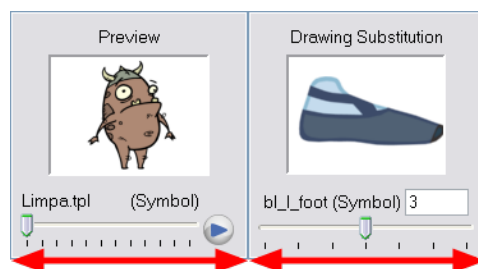 Preview
Limpa.tpl (Symbol)
Drawing Substitution
bl_l_foot (Symbol) 3